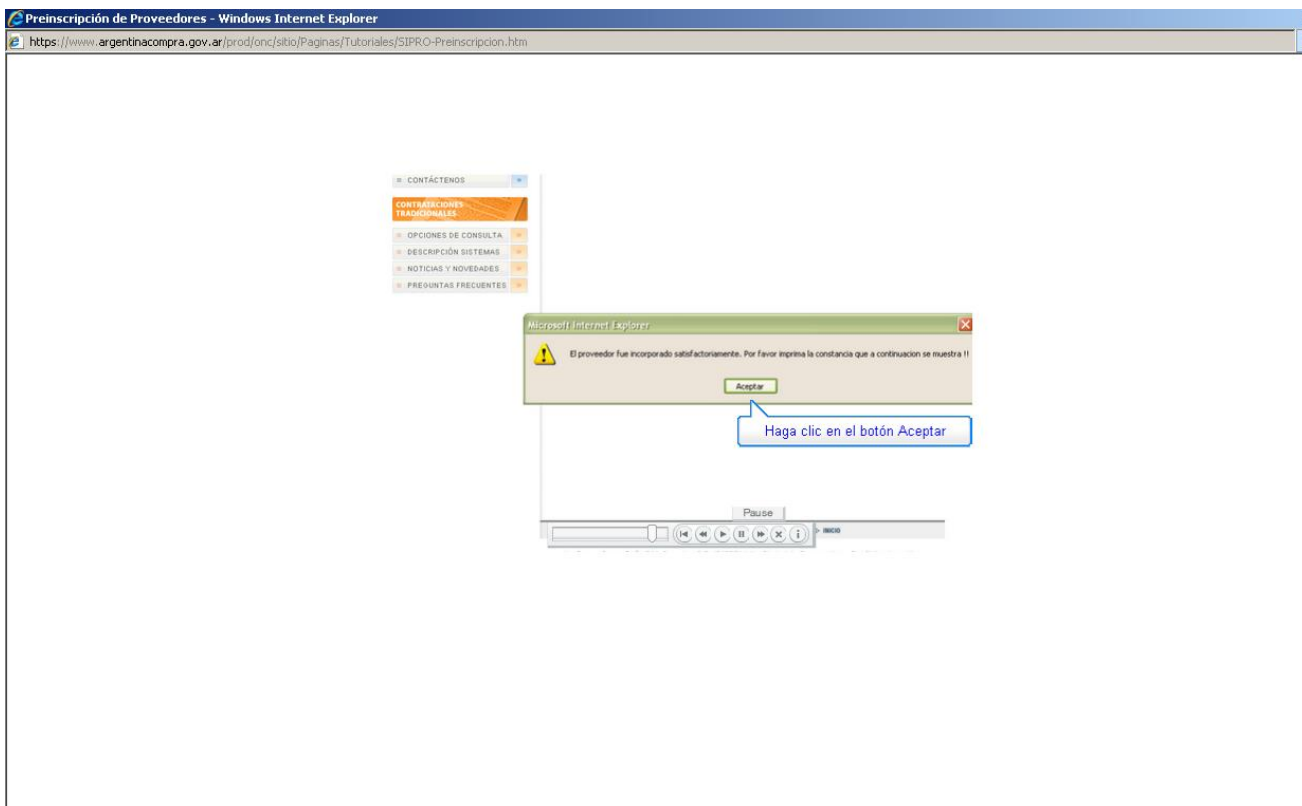 Preinscripción de Proveedores - Windows Internet Explorer
https://www.argentinacompra.gov.ar/prod/onc/sitio/Paginas/Tutoriales/SIPRO-Preinscripcion.htm
CONTÁCTENOS
CONTRATACIONES
TRADICIONALES
OPCIONES DE CONSULTA
DESCRIPCIÓN SISTEMAS
NOTICIAS Y NOVEDADES
PREGUNTAS FRECUENTES
Microsoft Internet Explorer
El proveedor fue incorporado satisfactoriamente. Por favor imprima la constancia que a continuacion se muestra !!
Aceptar
Haga clic en el botón Aceptar
Pause
INICIO